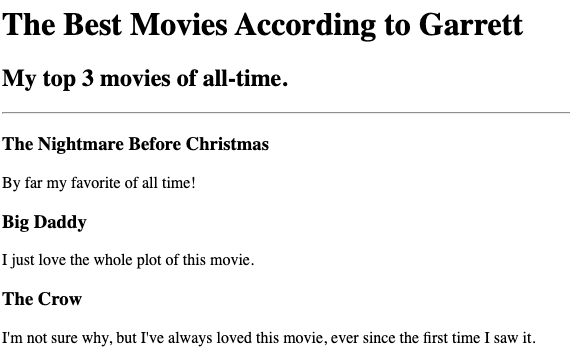 The Best Movies According to Garrett
My top 3 movies of all-time.
The Nightmare Before Christmas
By far my favorite of all time!
Big Daddy
I just love the whole plot of this movie.
The Crow
I'm not sure why, but I've always loved this movie, ever since the first time I saw it.